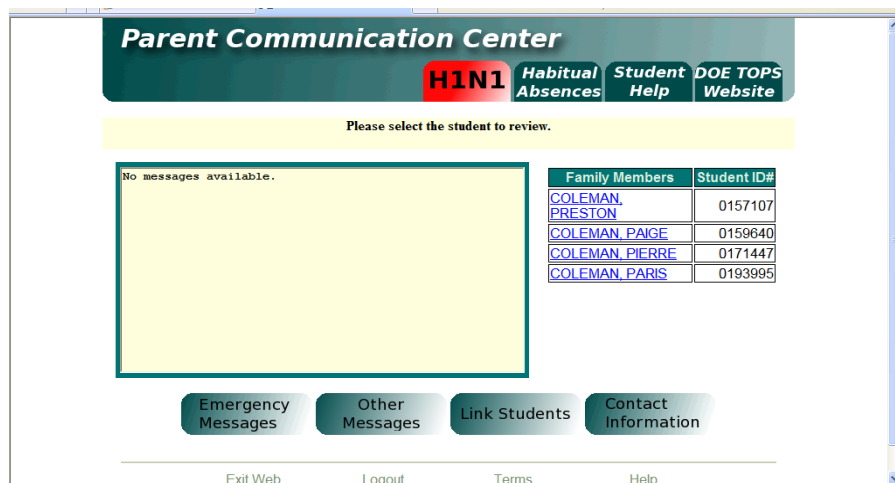 Parent Communication Center
H1N1
Habitual Absences
Student Help
DOE TOPS Website
Please select the student to review.
No messages available.
Family Members Student ID#
COLEMAN, PRESTON 0157107
COLEMAN, PAIGE 0159640
COLEMAN, PIERRE 0171447
COLEMAN, PARIS 0193995
Emergency Messages
Other Messages
Link Students
Contact Information
Exit Web Logout Terms Help